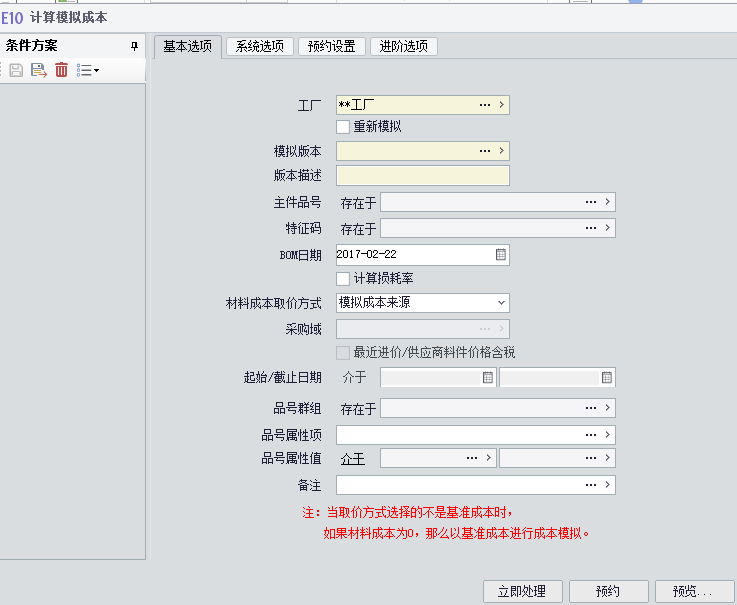 E10 计算模拟成本
条件方案
基本选项 系统选项 预约设置 进阶选项
工厂 **工厂
重新模拟
模拟版本
版本描述
主件品号 存在于
特征码 存在于
BOM日期 2017-02-22
计算损耗率
材料成本取价方式 模拟成本来源
采购域
最近进价/供应商料件价格含税
起始/截止日期 介于
品号群组 存在于
品号属性项
品号属性值 介于
备注
注：当取价方式选择的不是基准成本时，
如果材料成本为0，那么以基准成本进行成本模拟。
立即处理 预约 预览...